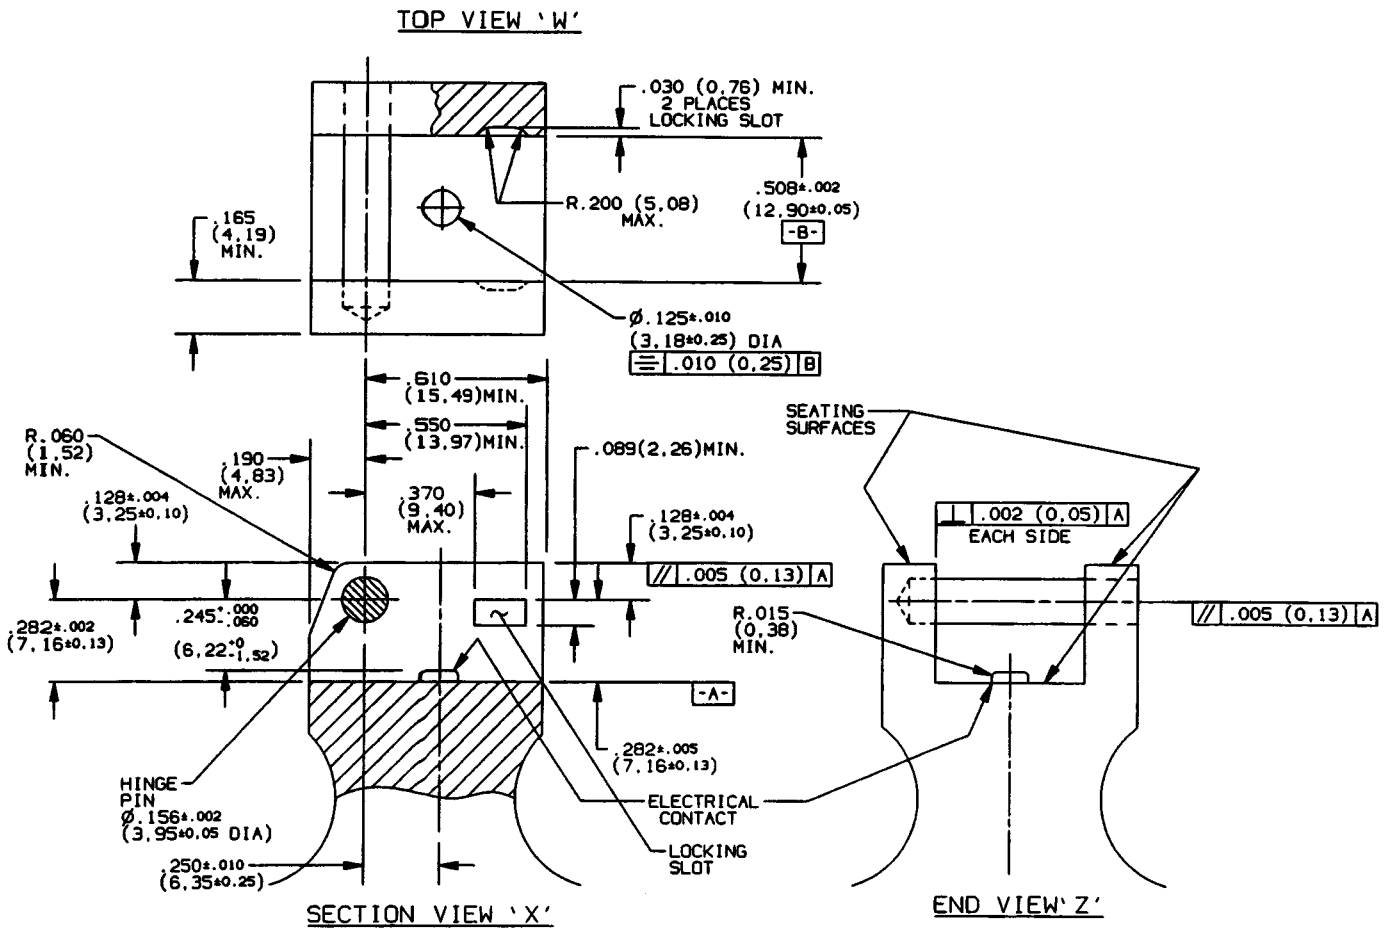 TOP VIEW 'W'
.030 (0,76) MIN.
2 PLACES
LOCKING SLOT
.508±.002
(12,90±0,05)
-B-
R.200 (5,08)
MAX.
.165
(4,19)
MIN.
Ø.125±.010
(3,18±0,25) DIA
⌯ .010 (0,25) B
.610
(15,49)MIN.
.550
(13,97)MIN.
R.060
(1,52)
MIN.
.190
(4,83)
MAX.
.089(2,26)MIN.
.370
(9,40)
MAX.
.128±.004
(3,25±0,10)
.128±.004
(3,25±0,10)
// .005 (0.13) A
.245+.000 -.060
(6,22+0 -1,52)
.282±.002
(7,16±0,13)
-A-
.282±.005
(7,16±0,13)
HINGE
PIN
Ø.156±.002
(3,95±0,05 DIA)
ELECTRICAL
CONTACT
LOCKING
SLOT
.250±.010
(6,35±0,25)
SECTION VIEW 'X'
SEATING
SURFACES
⊥ .002 (0,05) A
EACH SIDE
R.015
(0,38)
MIN.
// .005 (0.13) A
END VIEW'Z'